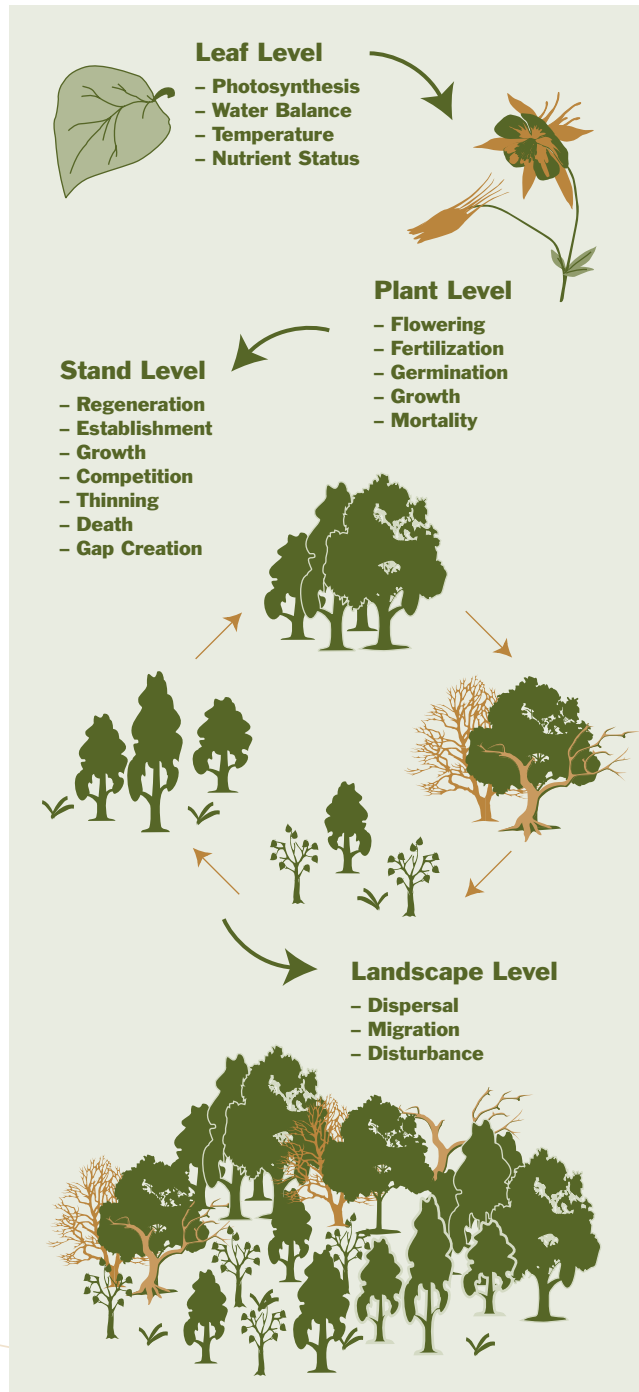 Leaf Level
– Photosynthesis
– Water Balance
– Temperature
– Nutrient Status
Plant Level
– Flowering
– Fertilization
– Germination
– Growth
– Mortality
Stand Level
– Regeneration
– Establishment
– Growth
– Competition
– Thinning
– Death
– Gap Creation
Landscape Level
– Dispersal
– Migration
– Disturbance